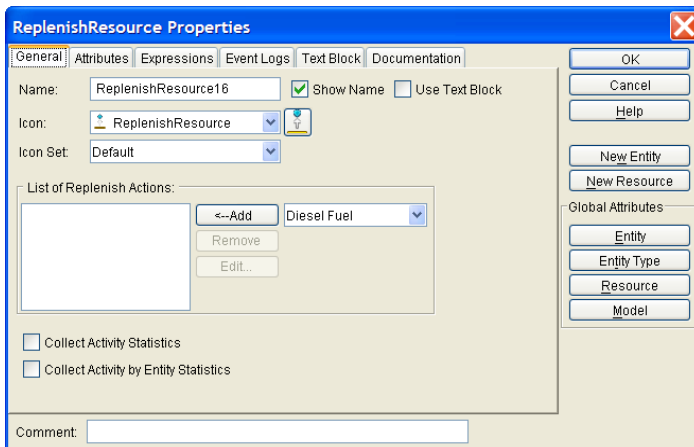 ReplenishResource Properties
General Attributes Expressions Event Logs Text Block Documentation
Name: ReplenishResource16 Show Name Use Text Block
Icon: ReplenishResource
Icon Set: Default
List of Replenish Actions:
<--Add Diesel Fuel
Remove
Edit...
Collect Activity Statistics
Collect Activity by Entity Statistics
Comment:
OK
Cancel
Help
New Entity
New Resource
Global Attributes
Entity
Entity Type
Resource
Model